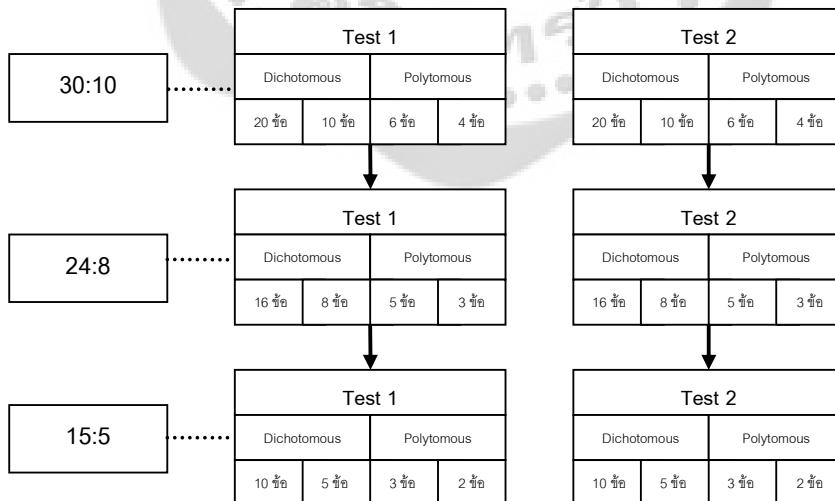 Test 1 Test 2
30:10 Dichotomous Polytomous Dichotomous Polytomous
20 ข้อ 10 ข้อ 6 ข้อ 4 ข้อ 20 ข้อ 10 ข้อ 6 ข้อ 4 ข้อ
Test 1 Test 2
24:8 Dichotomous Polytomous Dichotomous Polytomous
16 ข้อ 8 ข้อ 5 ข้อ 3 ข้อ 16 ข้อ 8 ข้อ 5 ข้อ 3 ข้อ
Test 1 Test 2
15:5 Dichotomous Polytomous Dichotomous Polytomous
10 ข้อ 5 ข้อ 3 ข้อ 2 ข้อ 10 ข้อ 5 ข้อ 3 ข้อ 2 ข้อ